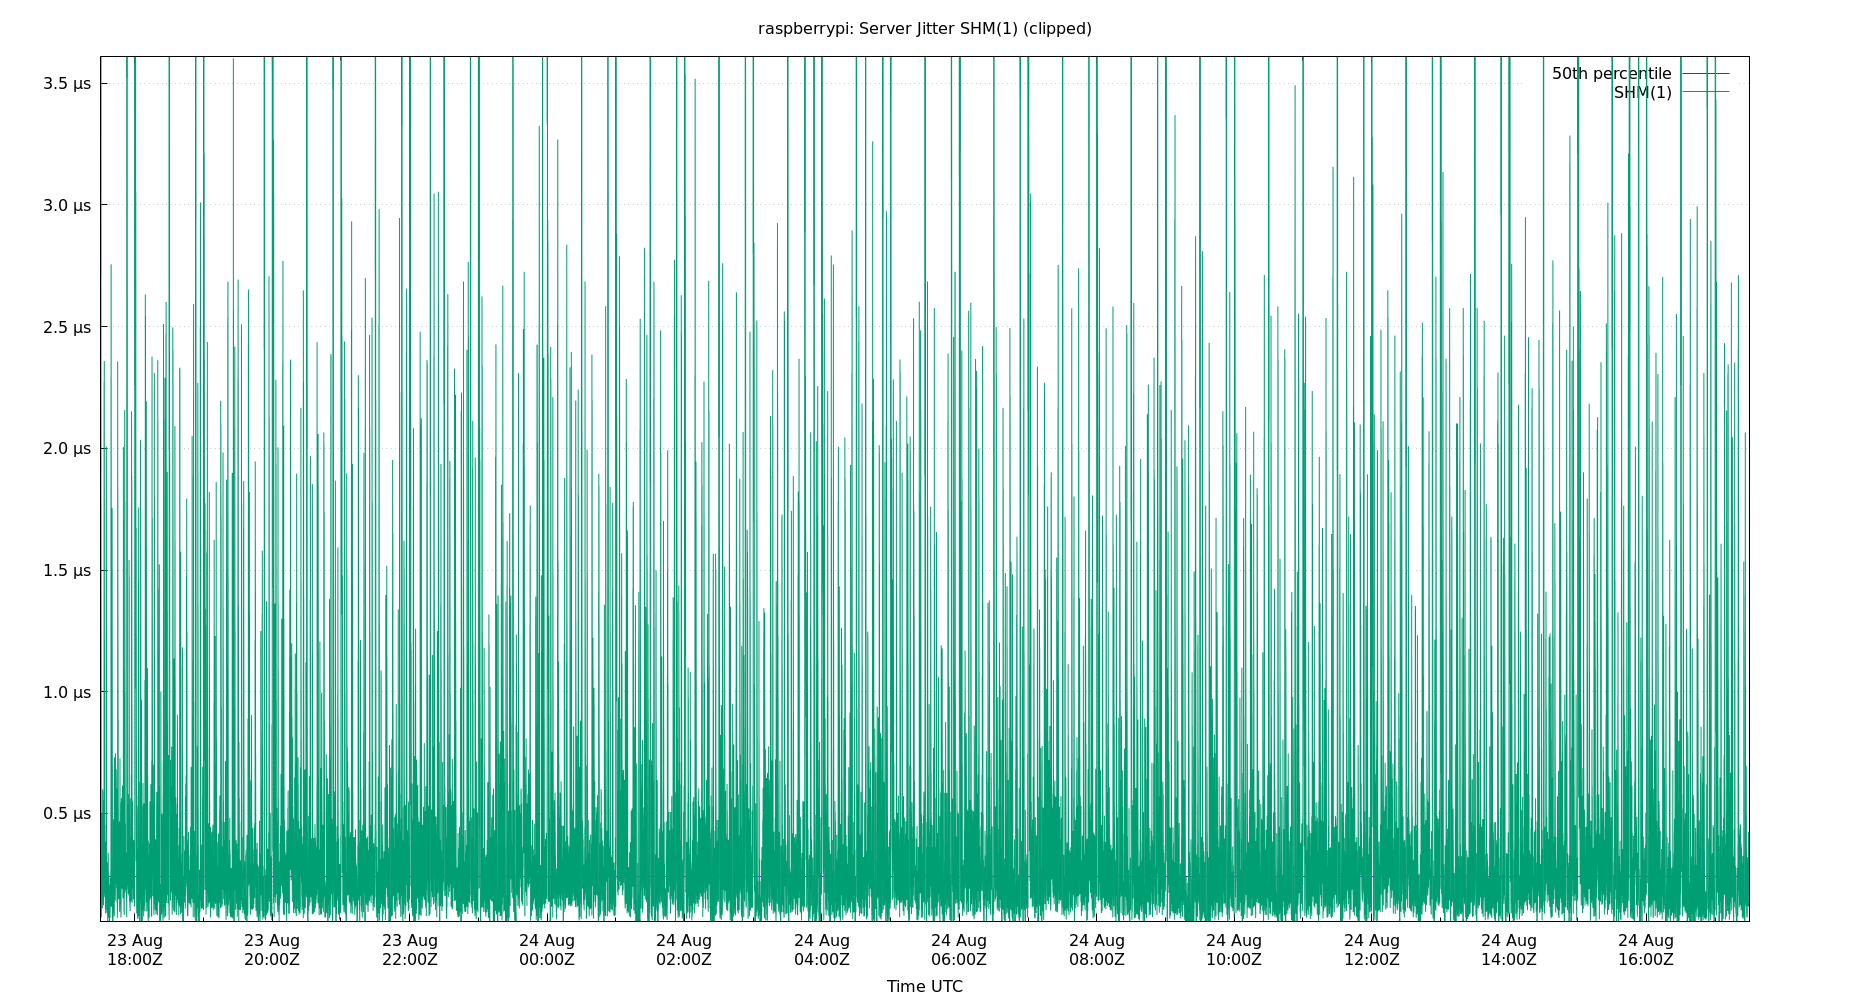 raspberrypi: Server Jitter SHM(1) (clipped)
50th percentile
SHM(1)
3.5 μs
3.0 μs
2.5 μs
2.0 μs
1.5 μs
1.0 μs
0.5 μs
23 Aug 23 Aug 23 Aug 24 Aug 24 Aug 24 Aug 24 Aug 24 Aug 24 Aug 24 Aug 24 Aug 24 Aug
18:00Z 20:00Z 22:00Z 00:00Z 02:00Z 04:00Z 06:00Z 08:00Z 10:00Z 12:00Z 14:00Z 16:00Z
Time UTC